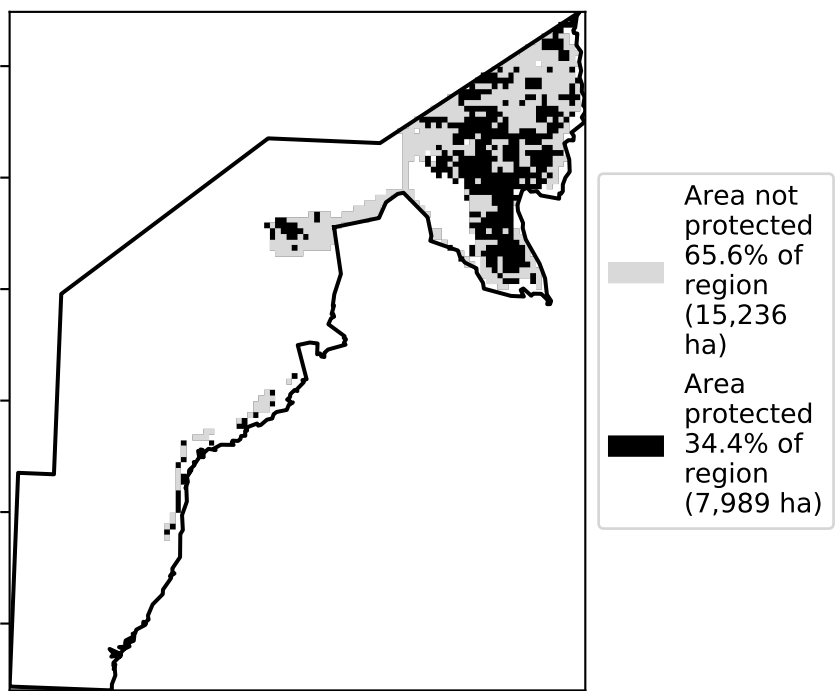 Area not
protected
65.6% of
region
(15,236
ha)
Area
protected
34.4% of
region
(7,989 ha)